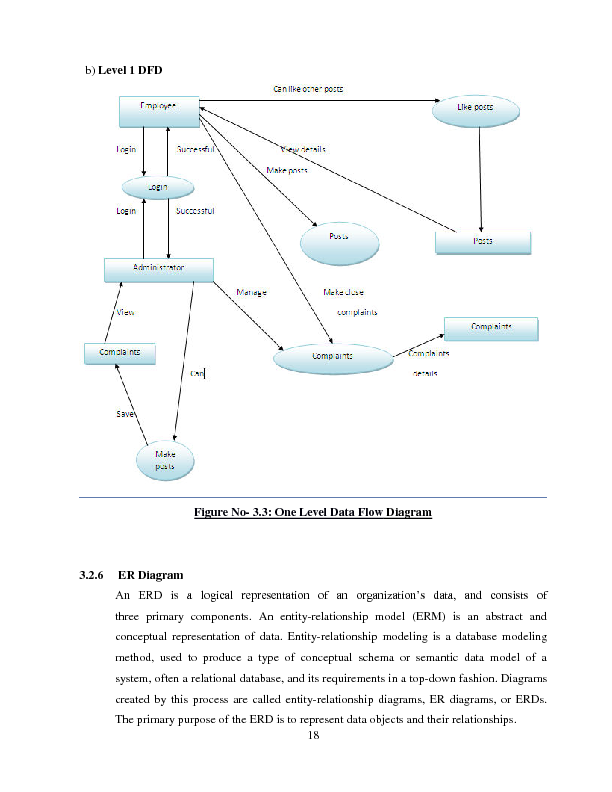 b) Level 1 DFD
Can like other posts
Employee
Like posts
Login
Successful
View details
Make posts
Login
Login
Successful
Posts
Posts
Administrator
Manage
Make close
View
complaints
Complaints
Complaints
Complaints
Complaints
Can
details
Save
Make
posts
Figure No- 3.3: One Level Data Flow Diagram
3.2.6 ER Diagram
An ERD is a logical representation of an organization’s data, and consists of
three primary components. An entity-relationship model (ERM) is an abstract and
conceptual representation of data. Entity-relationship modeling is a database modeling
method, used to produce a type of conceptual schema or semantic data model of a
system, often a relational database, and its requirements in a top-down fashion. Diagrams
created by this process are called entity-relationship diagrams, ER diagrams, or ERDs.
The primary purpose of the ERD is to represent data objects and their relationships.
18